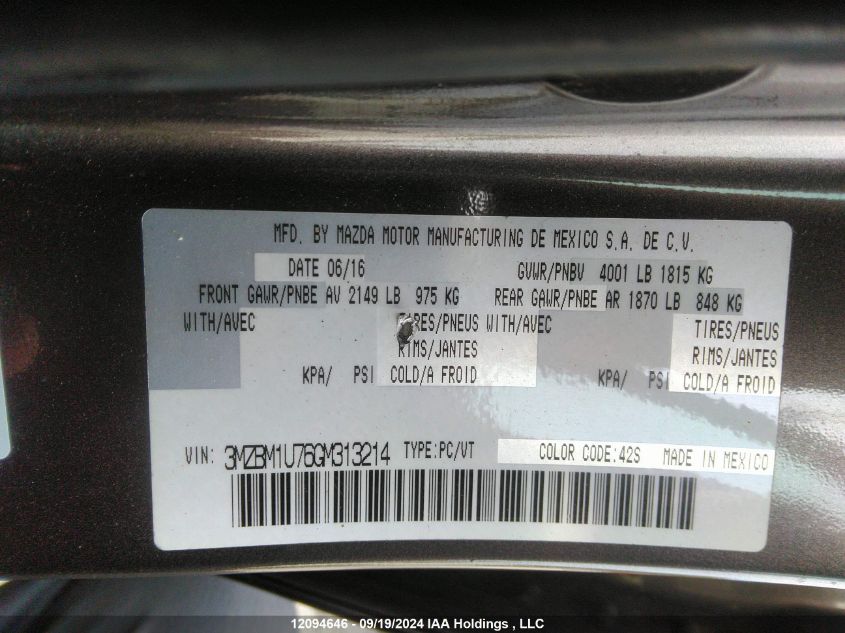 MFD. BY MAZDA MOTOR MANUFACTURING DE MEXICO S.A. DE C.V.
DATE 06/16 GVWR/PNBV 4001 LB 1815 KG
FRONT GAWR/PNBE AV 2149 LB 975 KG REAR GAWR/PNBE AR 1870 LB 848 KG
WITH/AVEC TIRES/PNEUS WITH/AVEC TIRES/PNEUS
RIMS/JANTES RIMS/JANTES
KPA/ PSI COLD/A FROID KPA/ PSI COLD/A FROID
VIN: 3MZBM1U76GM313214 TYPE:PC/VT COLOR CODE:42S MADE IN MEXICO
12094646 - 09/19/2024 IAA Holdings , LLC